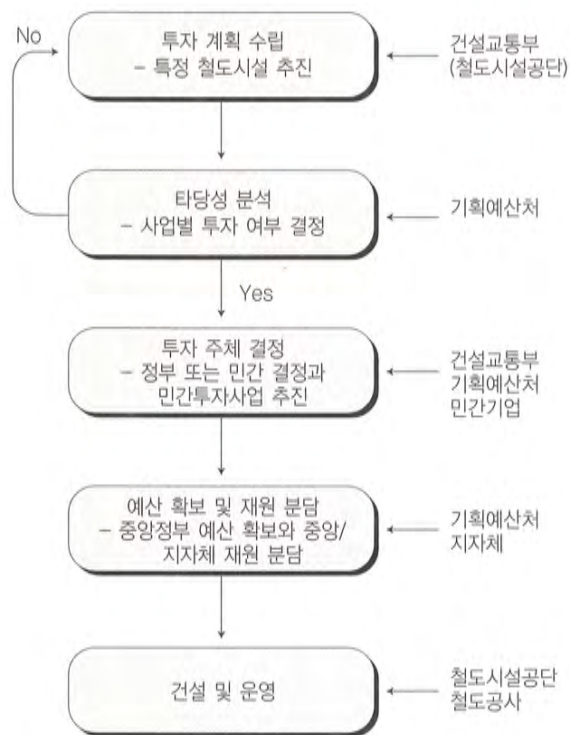 No
투자 계획 수립
– 특정 철도시설 추진
건설교통부
(철도시설공단)
타당성 분석
– 사업별 투자 여부 결정
기획예산처
Yes
투자 주체 결정
– 정부 또는 민간 결정과
민간투자사업 추진
건설교통부
기획예산처
민간기업
예산 확보 및 재원 분담
– 중앙정부 예산 확보와 중앙/
지자체 재원 분담
기획예산처
지자체
건설 및 운영
철도시설공단
철도공사